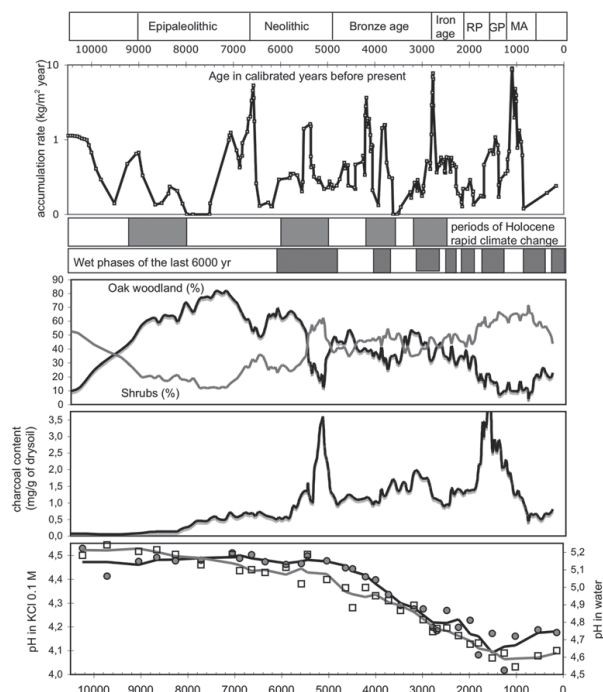 Epipaleolithic Neolithic Bronze age Iron age RP GP MA
10000 9000 8000 7000 6000 5000 4000 3000 2000 1000 0
Age in calibrated years before present
accumulation rate (kg/m² year)
10
1
0
periods of Holocene
rapid climate change
Wet phases of the last 6000 yr
90
80
70
60
50
40
30
20
10
0
Oak woodland (%)
Shrubs (%)
charcoal content
(mg/g of drysoil)
3,5
3,0
2,5
2,0
1,5
1,0
0,5
0,0
pH in KCl 0.1 M
4,5
4,4
4,3
4,2
4,1
4,0
5,2
5,1
5,0
4,9
4,8
4,7
4,6
4,5
pH in water
10000 9000 8000 7000 6000 5000 4000 3000 2000 1000 0